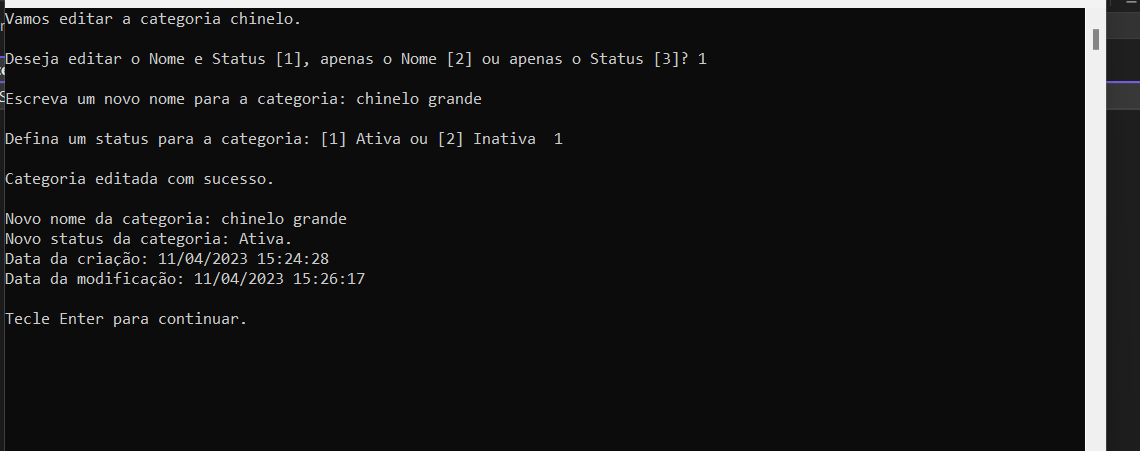 Vamos editar a categoria chinelo.
Deseja editar o Nome e Status [1], apenas o Nome [2] ou apenas o Status [3]? 1
Escreva um novo nome para a categoria: chinelo grande
Defina um status para a categoria: [1] Ativa ou [2] Inativa  1
Categoria editada com sucesso.
Novo nome da categoria: chinelo grande
Novo status da categoria: Ativa.
Data da criação: 11/04/2023 15:24:28
Data da modificação: 11/04/2023 15:26:17
Tecle Enter para continuar.